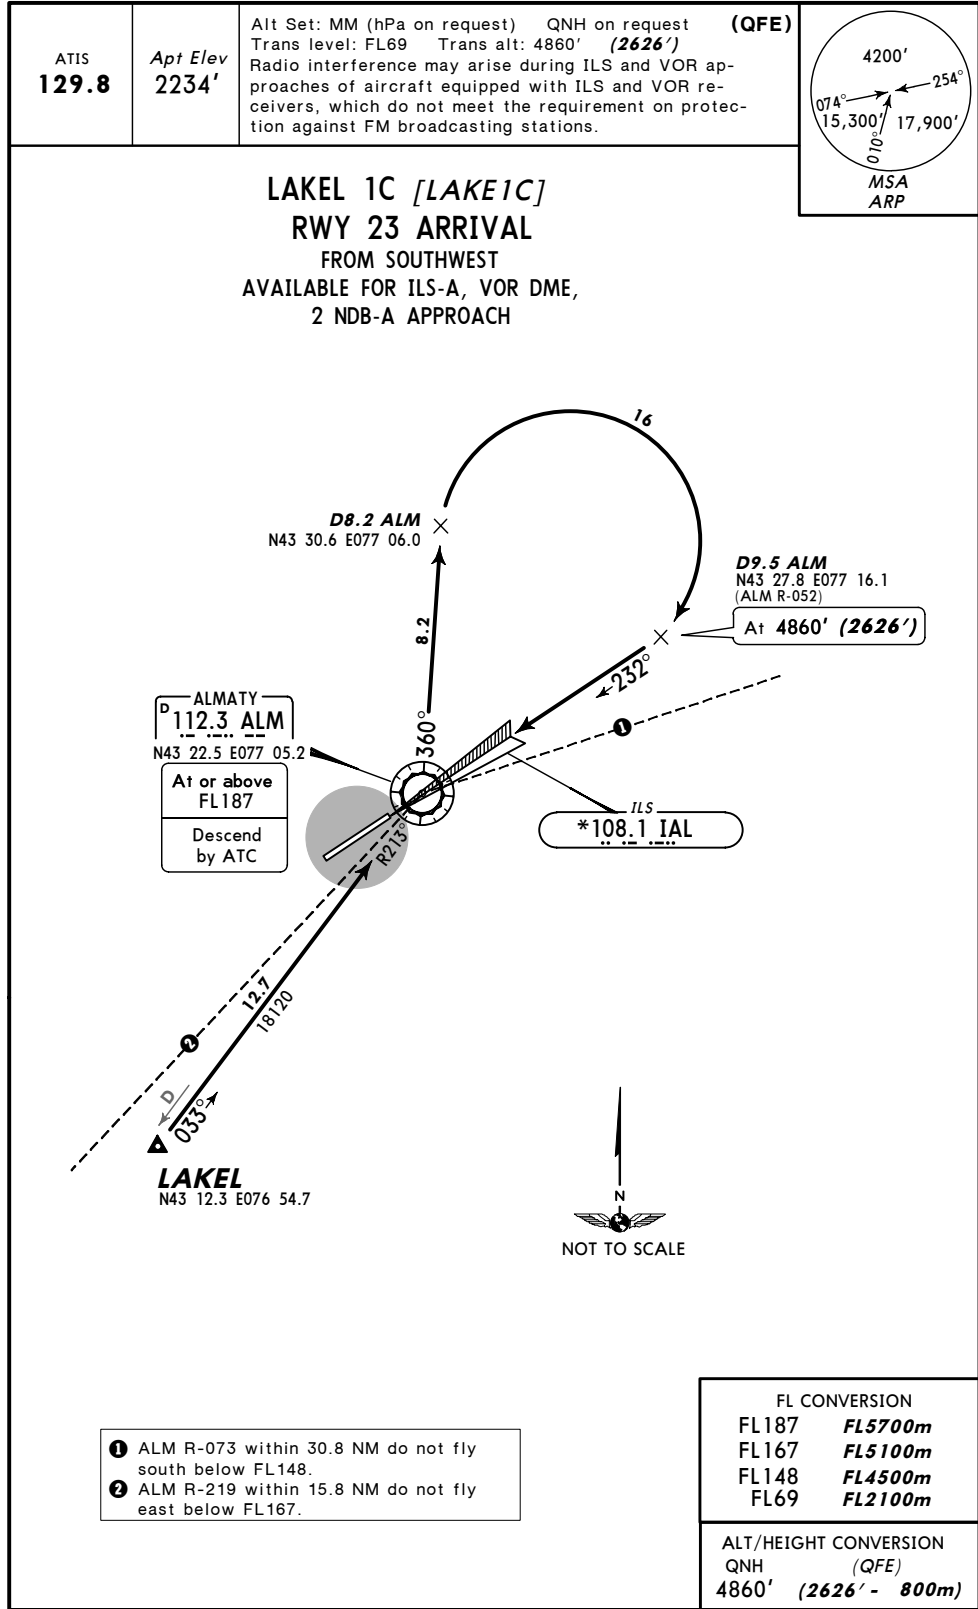 ATIS
129.8
Apt Elev
2234'
Alt Set: MM (hPa on request) QNH on request (QFE)
Trans level: FL69 Trans alt: 4860' (2626')
Radio interference may arise during ILS and VOR ap-
proaches of aircraft equipped with ILS and VOR re-
ceivers, which do not meet the requirement on protec-
tion against FM broadcasting stations.
4200'
074°
254°
15,300'
17,900'
010°
MSA
ARP
LAKEL 1C [LAKE1C]
RWY 23 ARRIVAL
FROM SOUTHWEST
AVAILABLE FOR ILS-A, VOR DME,
2 NDB-A APPROACH
16
D8.2 ALM
N43 30.6 E077 06.0
D9.5 ALM
N43 27.8 E077 16.1
(ALM R-052)
At 4860' (2626')
8.2
232°
360°
1
ALMATY
D 112.3 ALM
N43 22.5 E077 05.2
At or above
FL187
Descend
by ATC
ILS
*108.1 IAL
R213°
12.7
18120
2
D
033°
LAKEL
N43 12.3 E076 54.7
N
NOT TO SCALE
1 ALM R-073 within 30.8 NM do not fly
south below FL148.
2 ALM R-219 within 15.8 NM do not fly
east below FL167.
FL CONVERSION
FL187 FL5700m
FL167 FL5100m
FL148 FL4500m
FL69 FL2100m
ALT/HEIGHT CONVERSION
QNH (QFE)
4860' (2626' - 800m)